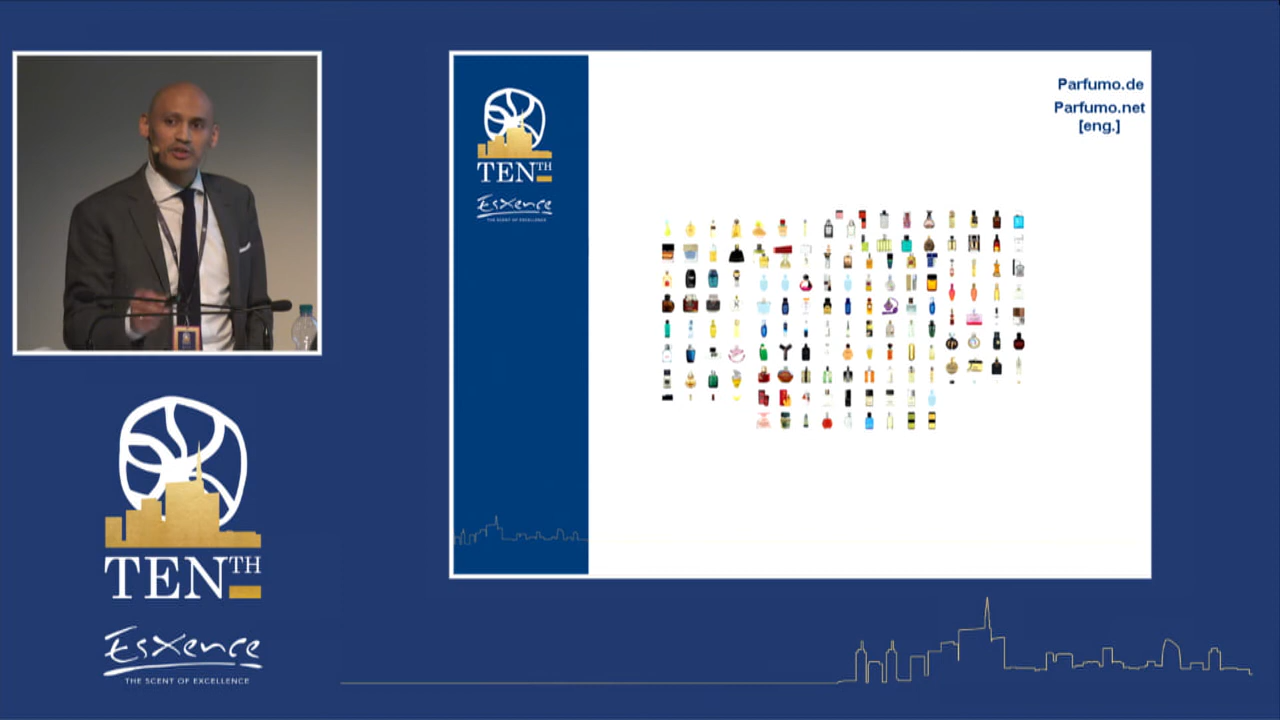 Parfumo.de
Parfumo.net
[eng.]
TENTH
Esxence
THE SCENT OF EXCELLENCE
TENTH
Esxence
THE SCENT OF EXCELLENCE